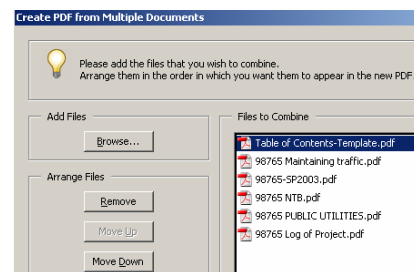 Create PDF from Multiple Documents
Please add the files that you wish to combine.
Arrange them in the order in which you want them to appear in the new PDF
Add Files
Browse...
Arrange Files
Remove
Move Up
Move Down
Files to Combine
Table of Contents-Template.pdf
98765 Maintaining traffic.pdf
98765-SP2003.pdf
98765 NTB.pdf
98765 PUBLIC UTILITIES.pdf
98765 Log of Project.pdf